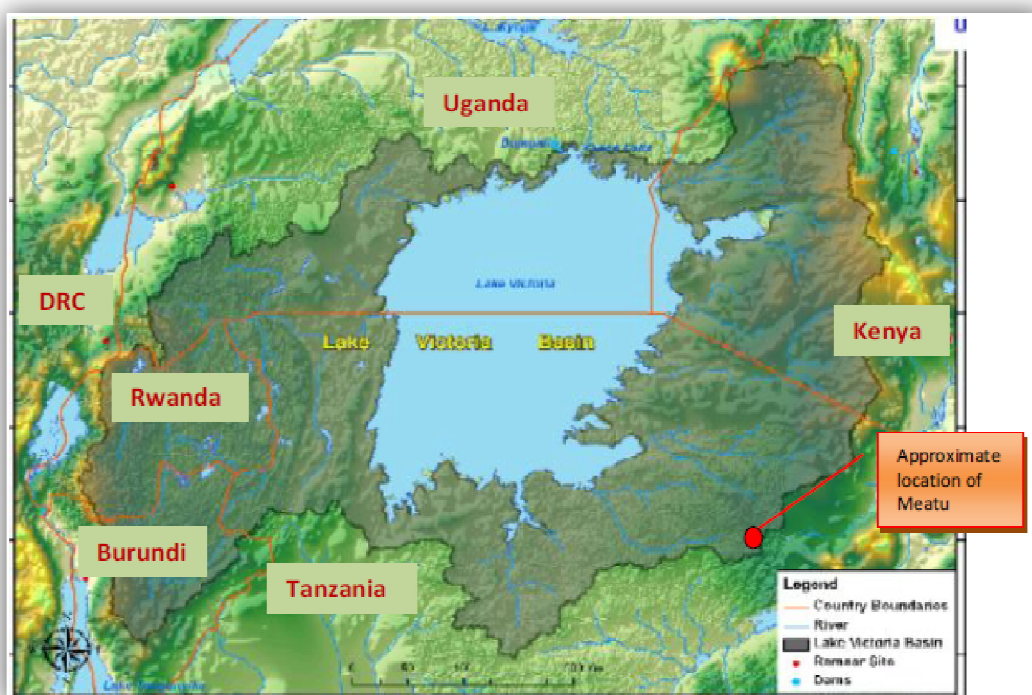 U
Uganda
Lake Victoria
DRC
Lake Victoria Basin
Kenya
Rwanda
Approximate
location of
Meatu
Burundi
Tanzania
Legend
Country Boundaries
River
Lake Victoria Basin
Ramsar Site
Dams